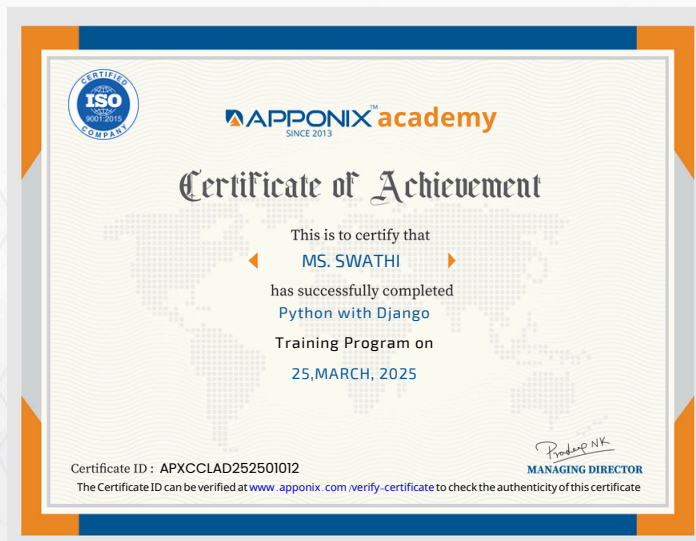 CERTIFIED
ISO
9001:2015
COMPANY
APPONIX™ academy
SINCE 2013
Certificate of Achievement
This is to certify that
MS. SWATHI
has successfully completed
Python with Django
Training Program on
25,MARCH, 2025
Pradeep NK
Certificate ID : APXCCLAD252501012
MANAGING DIRECTOR
The Certificate ID can be verified at www.apponix.com/verify-certificate to check the authenticity of this certificate